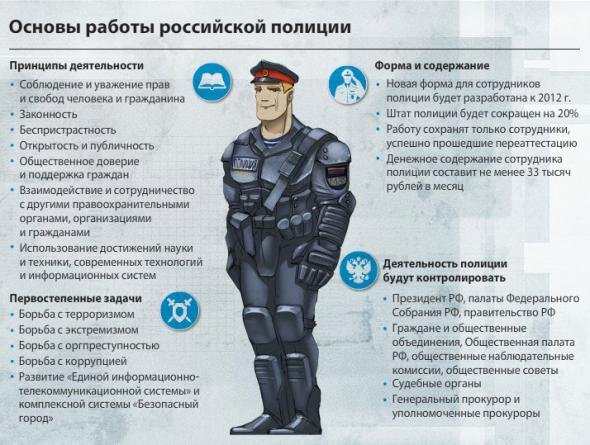 Основы работы российской полиции
Принципы деятельности
• Соблюдение и уважение прав
и свобод человека и гражданина
• Законность
• Беспристрастность
• Открытость и публичность
• Общественное доверие
и поддержка граждан
• Взаимодействие и сотрудничество
с другими правоохранительными
органами, организациями
и гражданами
• Использование достижений науки
и техники, современных технологий
и информационных систем
Первостепенные задачи
• Борьба с терроризмом
• Борьба с экстремизмом
• Борьба с оргпреступностью
• Борьба с коррупцией
• Развитие «Единой информационно-
телекоммуникационной системы» и
комплексной системы «Безопасный
город»
ПОЛИЦИЯ
Форма и содержание
• Новая форма для сотрудников
полиции будет разработана к 2012 г.
• Штат полиции будет сокращен на 20%
• Работу сохранят только сотрудники,
успешно прошедшие переаттестацию
• Денежное содержание сотрудника
полиции составит не менее 33 тысяч
рублей в месяц
Деятельность полиции
будут контролировать
• Президент РФ, палаты Федерального
Собрания РФ, правительство РФ
• Граждане и общественные
объединения, Общественная палата
РФ, общественные наблюдательные
комиссии, общественные советы
• Судебные органы
• Генеральный прокурор и
уполномоченные прокуроры